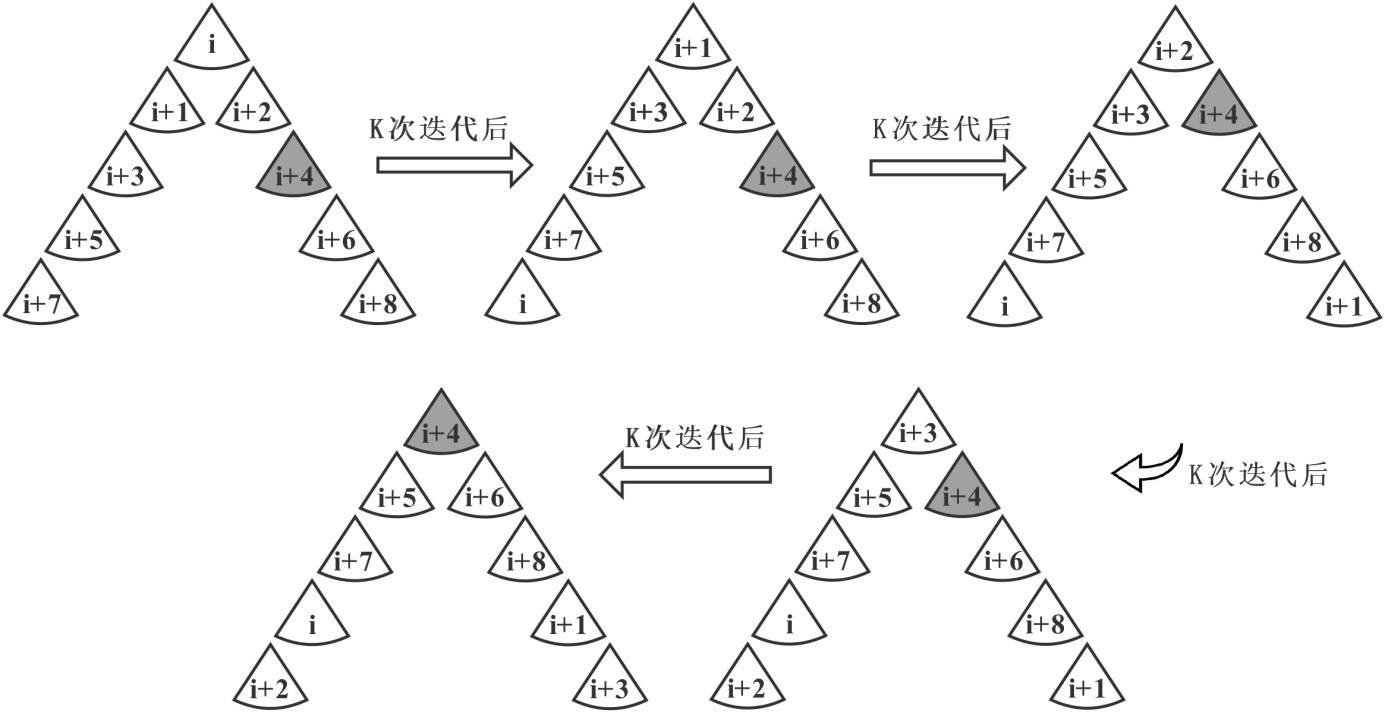 i
i+1 i+2
i+3 i+4
i+5 i+6
i+7 i+8
K次迭代后
i+1
i+3 i+2
i+5 i+4
i+7 i+6
i i+8
K次迭代后
i+2
i+3 i+4
i+5 i+6
i+7 i+8
i i+1
K次迭代后
i+3
i+5 i+4
i+7 i+6
i i+8
i+2 i+1
K次迭代后
i+4
i+5 i+6
i+7 i+8
i i+1
i+2 i+3